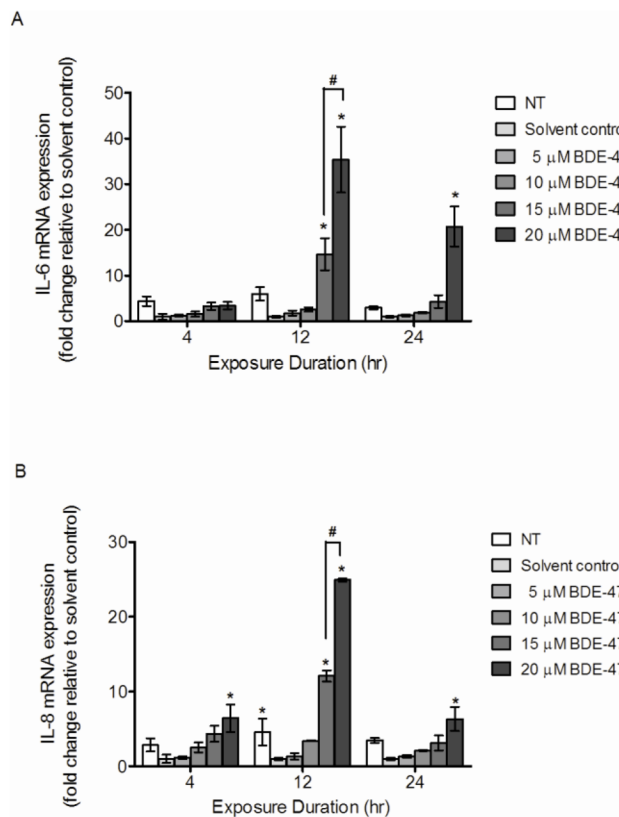 A
IL-6 mRNA expression
(fold change relative to solvent control)
50
40
30
20
10
0
#
*
*
*
4
12
24
Exposure Duration (hr)
NT
Solvent contro
5 μM BDE-4
10 μM BDE-4
15 μM BDE-4
20 μM BDE-4
B
IL-8 mRNA expression
(fold change relative to solvent control)
30
20
10
0
#
*
*
*
*
*
4
12
24
Exposure Duration (hr)
NT
Solvent control
5 μM BDE-47
10 μM BDE-47
15 μM BDE-47
20 μM BDE-47